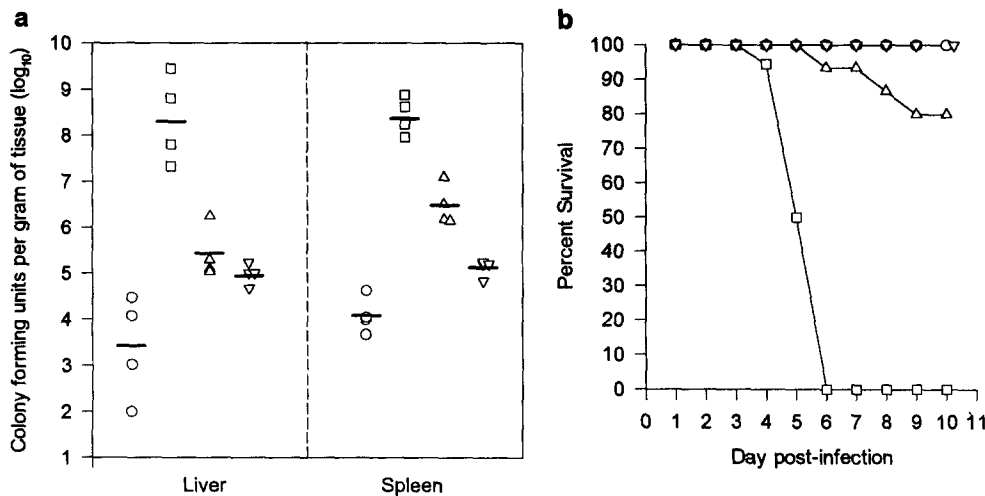 a
Colony forming units per gram of tissue (log10)
10
9
8
7
6
5
4
3
2
1
Liver
Spleen
b
Percent Survival
100
90
80
70
60
50
40
30
20
10
0
0 1 2 3 4 5 6 7 8 9 10 11
Day post-infection